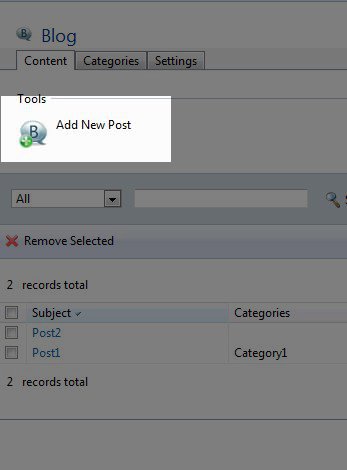 Blog
Content Categories Settings
Tools
Add New Post
All
Remove Selected
2 records total
Subject Categories
Post2
Post1 Category1
2 records total